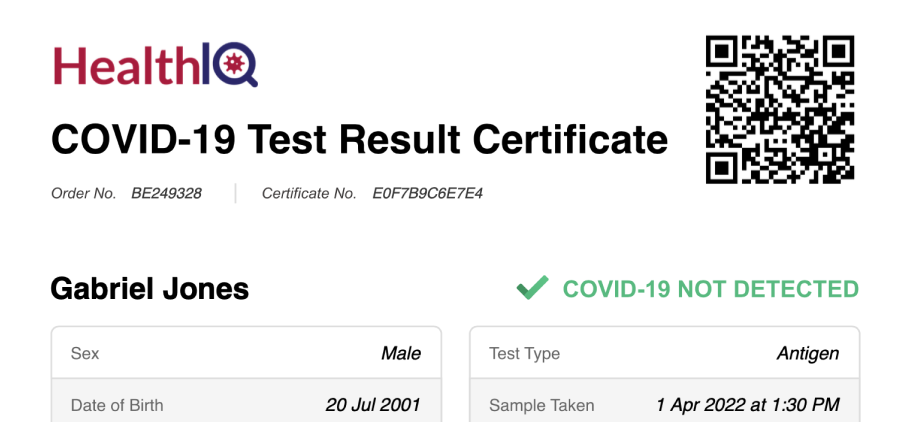 HealthIQ
COVID-19 Test Result Certificate
Order No. BE249328 Certificate No. E0F7B9C6E7E4
Gabriel Jones
COVID-19 NOT DETECTED
Sex Male
Date of Birth 20 Jul 2001
Test Type Antigen
Sample Taken 1 Apr 2022 at 1:30 PM